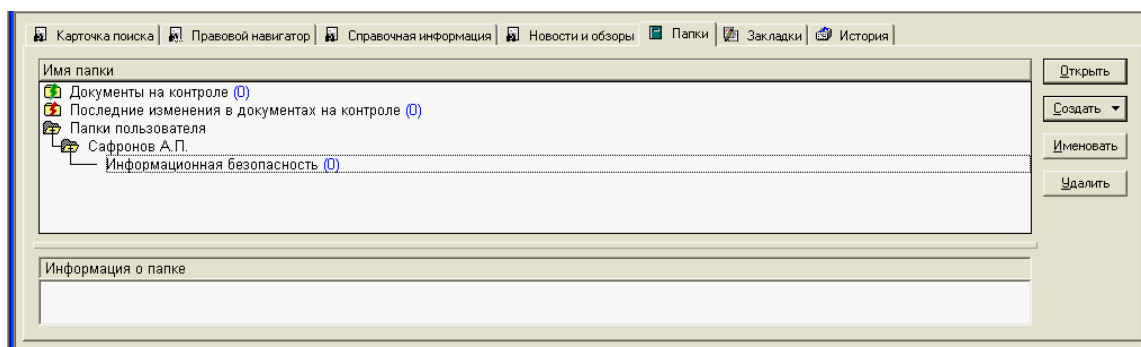 Карточка поиска Правовой навигатор Справочная информация Новости и обзоры Папки Закладки История
Имя папки
Открыть
Документы на контроле (0)
Последние изменения в документах на контроле (0)
Создать
Папки пользователя
Сафронов А.П.
Именовать
Информационная безопасность (0)
Удалить
Информация о папке